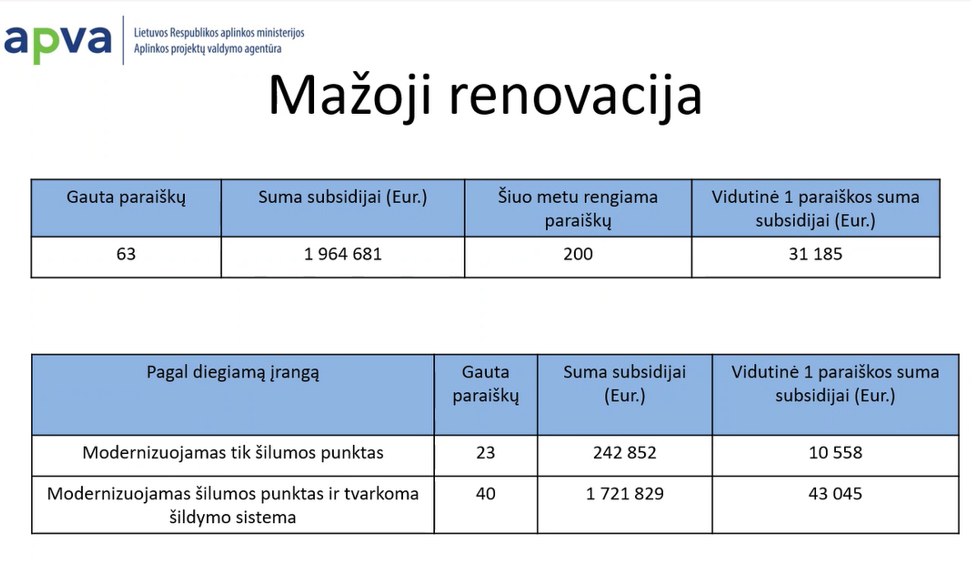 apva
Lietuvos Respublikos aplinkos ministerijos
Aplinkos projektų valdymo agentūra
Mažoji renovacija
Gauta paraiškų
Suma subsidijai (Eur.)
Šiuo metu rengiama
paraiškų
Vidutinė 1 paraiškos suma
subsidijai (Eur.)
63
1 964 681
200
31 185
Pagal diegiamą įrangą
Gauta
paraiškų
Suma subsidijai
(Eur.)
Vidutinė 1 paraiškos suma
subsidijai (Eur.)
Modernizuojamas tik šilumos punktas
23
242 852
10 558
Modernizuojamas šilumos punktas ir tvarkoma
šildymo sistema
40
1 721 829
43 045